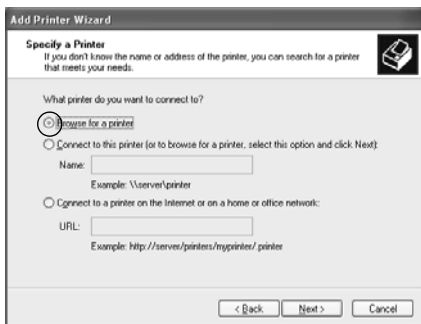 Add Printer Wizard
Specify a Printer
If you don't know the name or address of the printer, you can search for a printer
that meets your needs.
What printer do you want to connect to?
Browse for a printer
Connect to this printer (or to browse for a printer, select this option and click Next):
Name:
Example: \\server\printer
Connect to a printer on the Internet or on a home or office network:
URL:
Example: http://server/printers/myprinter/.printer
< Back Next > Cancel